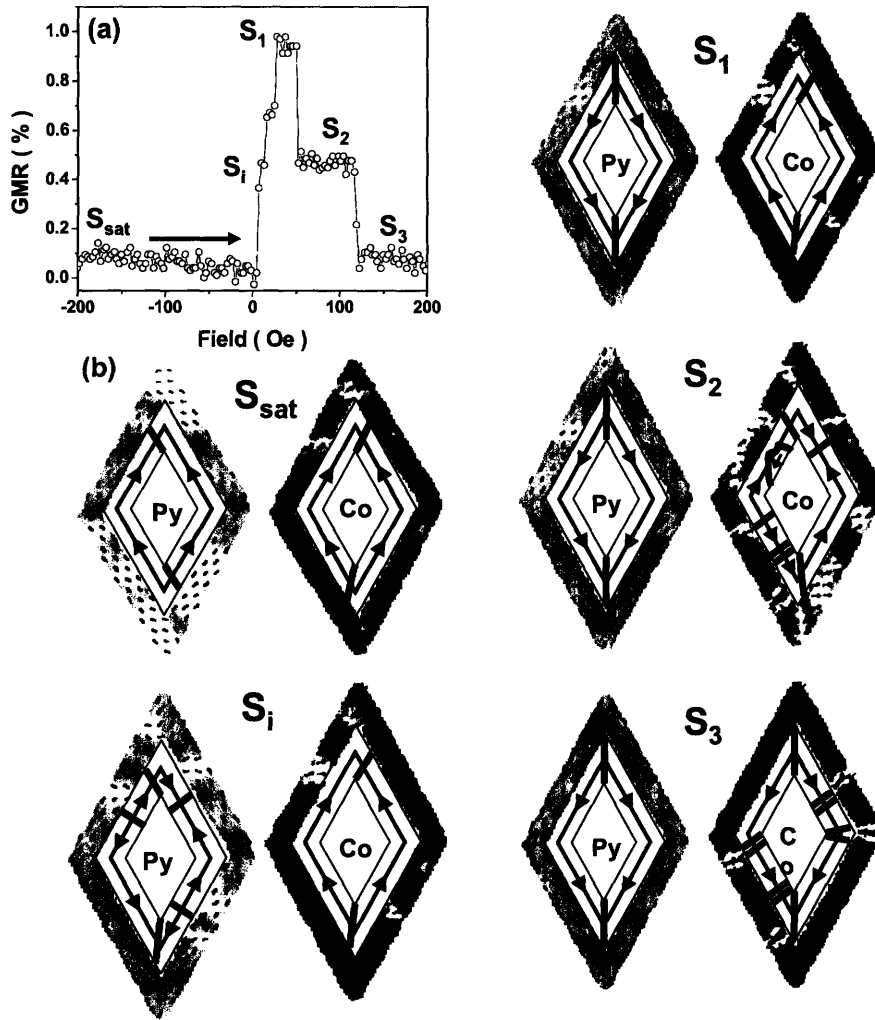 (a)
GMR ( % )
1.0
0.8
0.6
0.4
0.2
0.0
S1
S2
Si
Ssat
S3
-200 -100 0 100 200
Field ( Oe )
S1
Py Co
(b)
Ssat
Py Co
S2
Py Co
Si
Py Co
S3
Py C
o